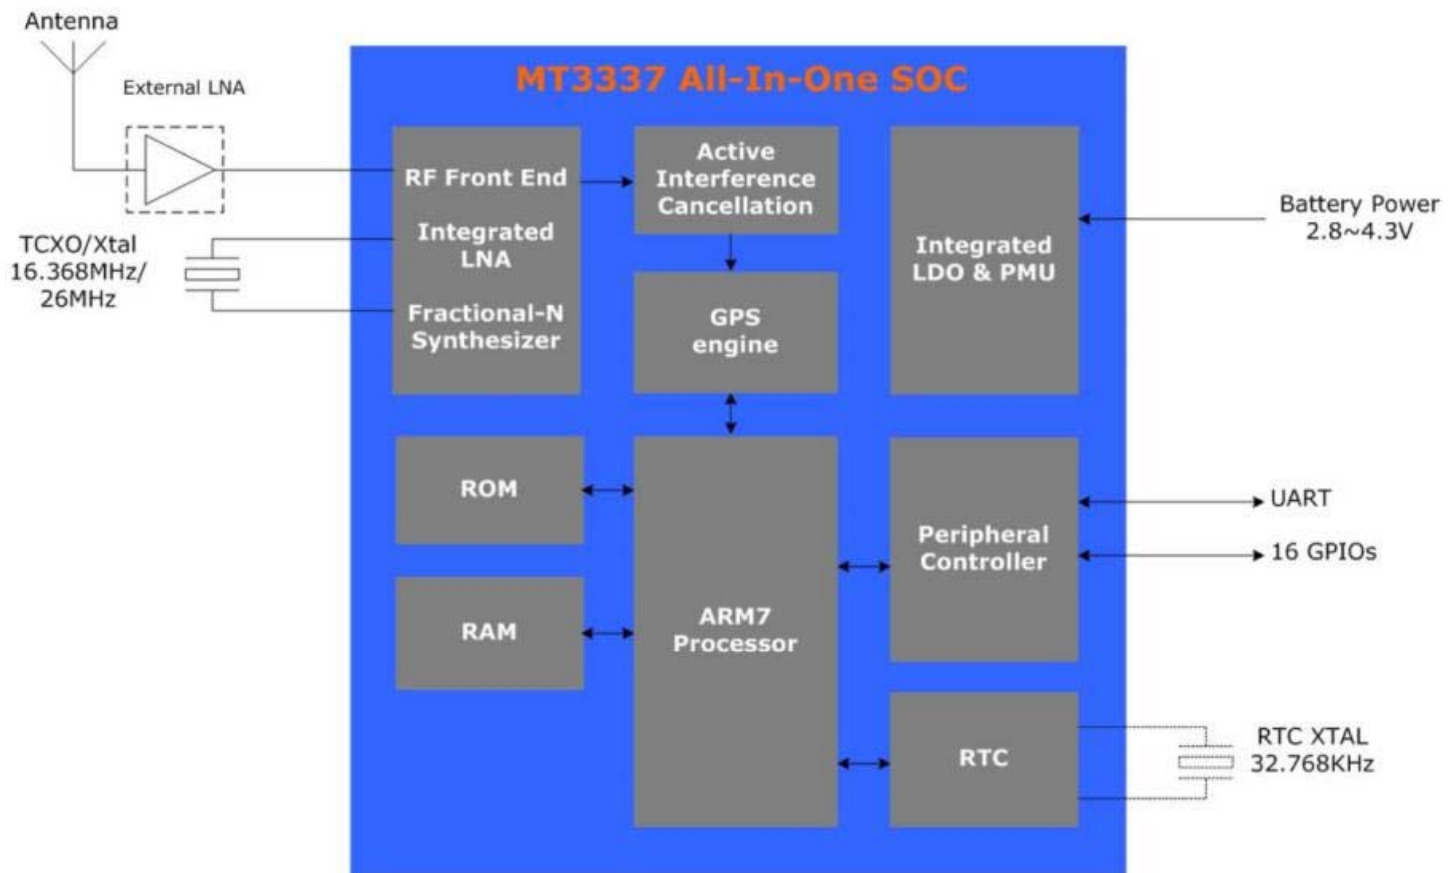 Antenna
External LNA
MT3337 All-In-One SOC
RF Front End
Integrated
LNA
Fractional-N
Synthesizer
Active
Interference
Cancellation
Integrated
LDO & PMU
Battery Power
2.8~4.3V
TCXO/Xtal
16.368MHz/
26MHz
GPS
engine
ROM
RAM
ARM7
Processor
Peripheral
Controller
UART
16 GPIOs
RTC
RTC XTAL
32.768KHz